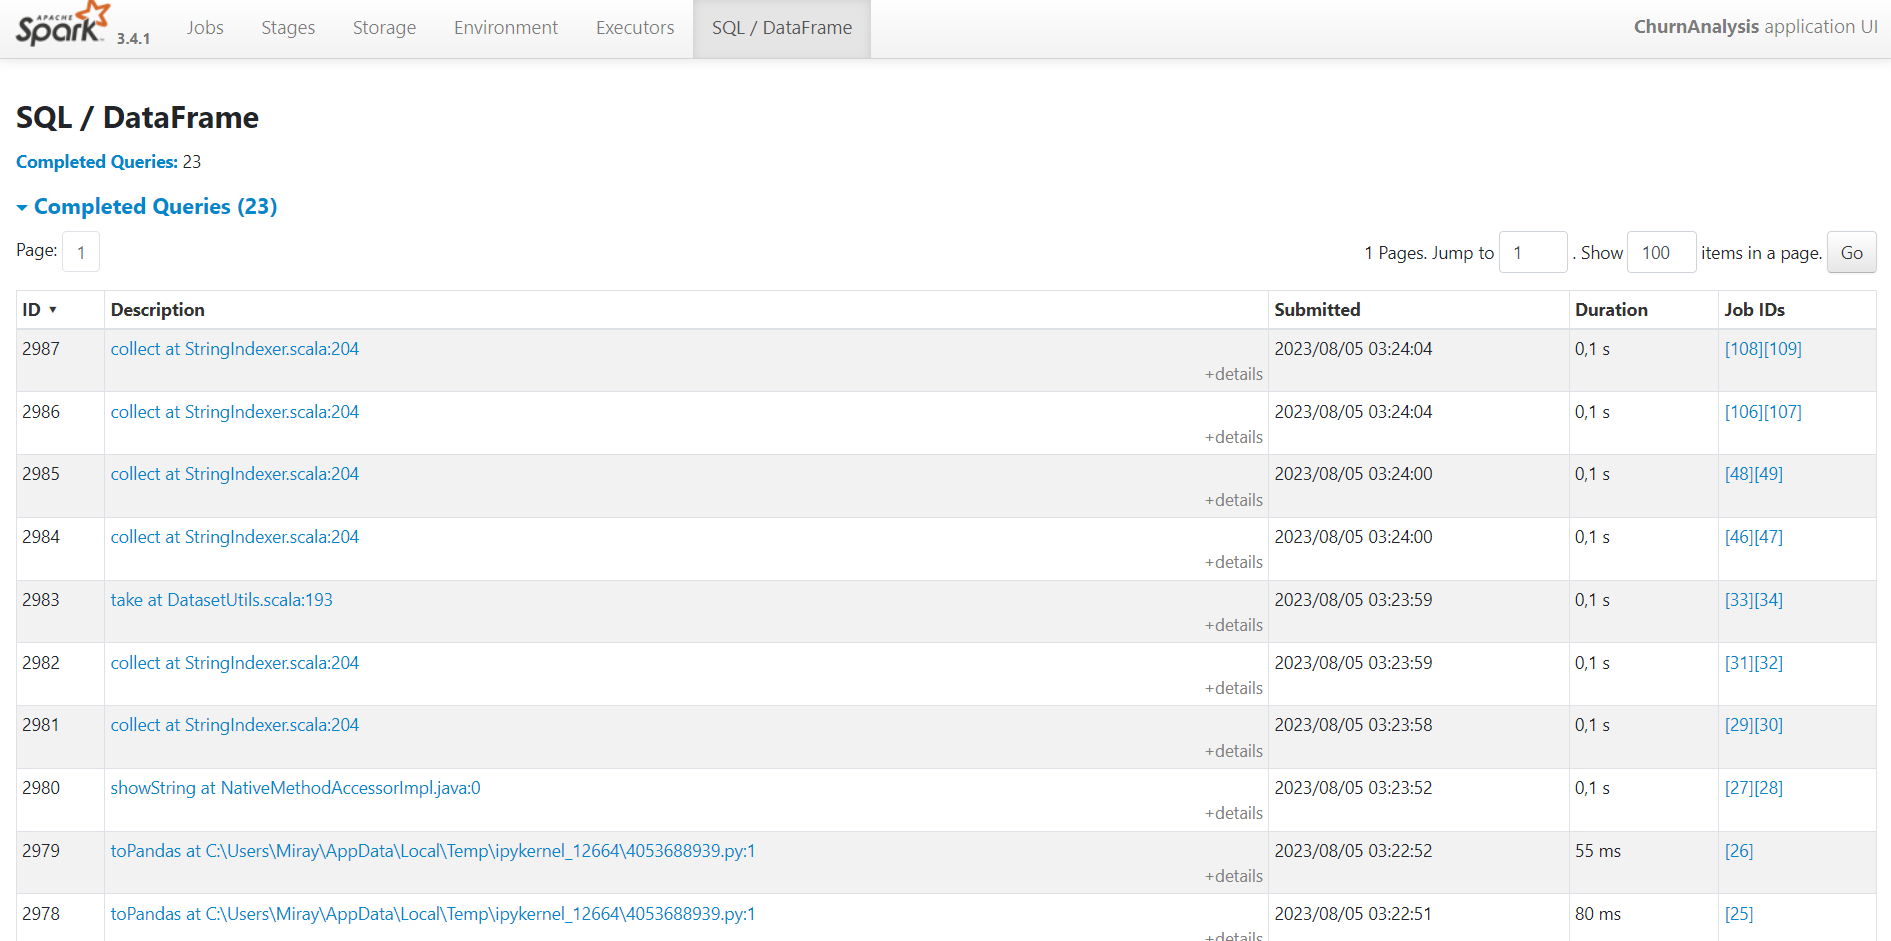 APACHE Spark 3.4.1 Jobs Stages Storage Environment Executors SQL / DataFrame ChurnAnalysis application UI
SQL / DataFrame
Completed Queries: 23
Completed Queries (23)
Page: 1 1 Pages. Jump to 1 . Show 100 items in a page. Go
ID Description Submitted Duration Job IDs
2987 collect at StringIndexer.scala:204 2023/08/05 03:24:04 0,1 s [108][109]
+details
2986 collect at StringIndexer.scala:204 2023/08/05 03:24:04 0,1 s [106][107]
+details
2985 collect at StringIndexer.scala:204 2023/08/05 03:24:00 0,1 s [48][49]
+details
2984 collect at StringIndexer.scala:204 2023/08/05 03:24:00 0,1 s [46][47]
+details
2983 take at DatasetUtils.scala:193 2023/08/05 03:23:59 0,1 s [33][34]
+details
2982 collect at StringIndexer.scala:204 2023/08/05 03:23:59 0,1 s [31][32]
+details
2981 collect at StringIndexer.scala:204 2023/08/05 03:23:58 0,1 s [29][30]
+details
2980 showString at NativeMethodAccessorImpl.java:0 2023/08/05 03:23:52 0,1 s [27][28]
+details
2979 toPandas at C:\Users\Miray\AppData\Local\Temp\ipykernel_12664\4053688939.py:1 2023/08/05 03:22:52 55 ms [26]
+details
2978 toPandas at C:\Users\Miray\AppData\Local\Temp\ipykernel_12664\4053688939.py:1 2023/08/05 03:22:51 80 ms [25]
+details